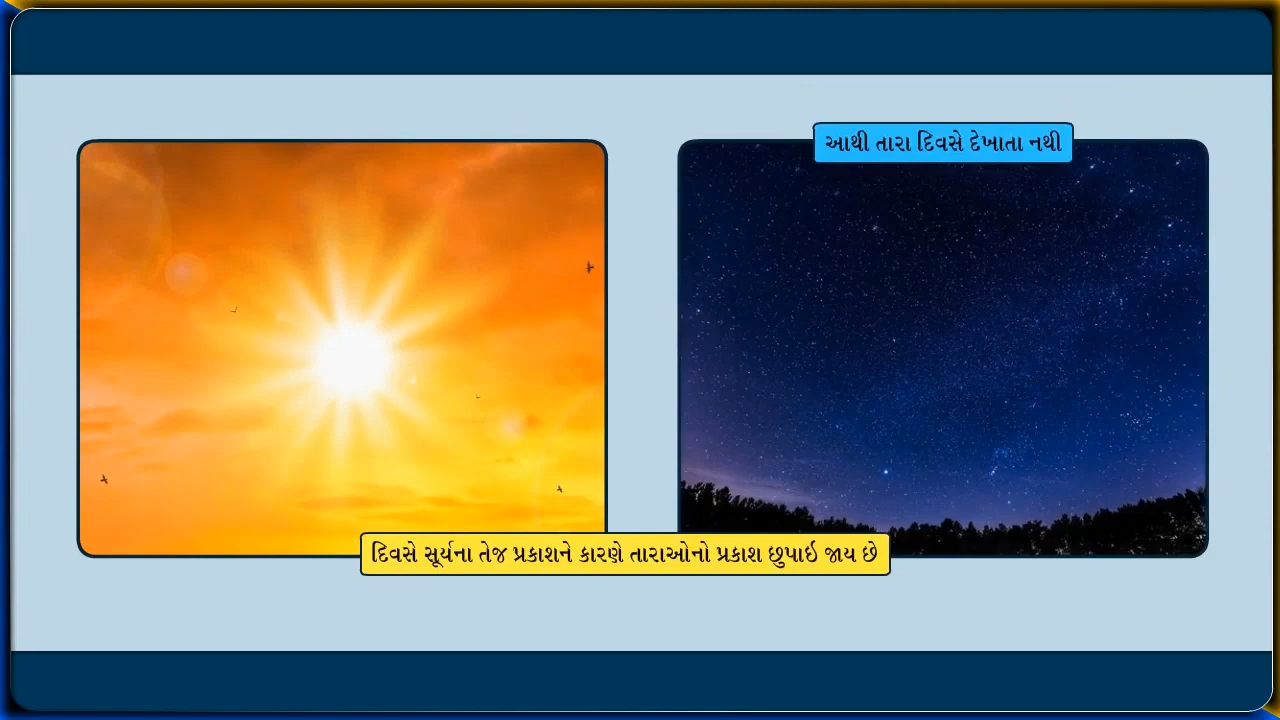 આથી તારા દિવસે દેખાતા નથી
દિવસે સૂર્યના તેજ પ્રકાશને કારણે તારાઓનો પ્રકાશ છુપાઇ જાય છે